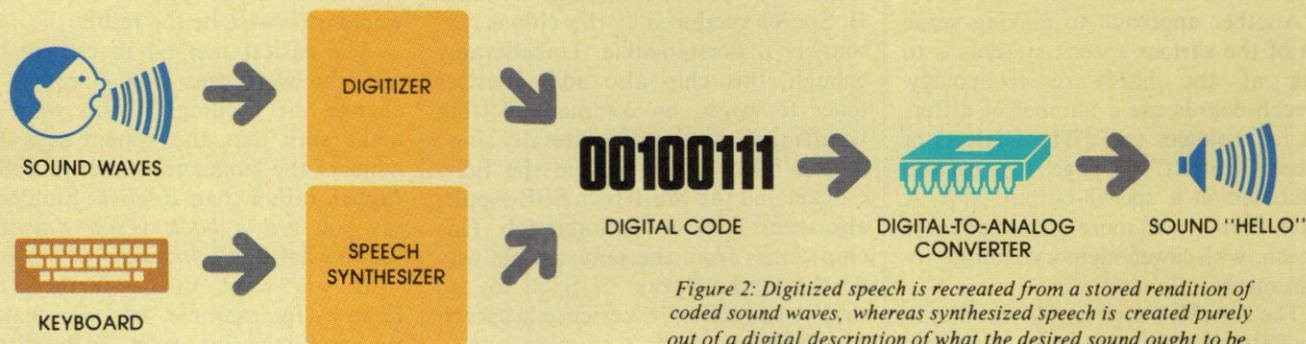 SOUND WAVES
DIGITIZER
KEYBOARD
SPEECH
SYNTHESIZER
00100111
DIGITAL CODE
DIGITAL-TO-ANALOG
CONVERTER
SOUND "HELLO"
Figure 2: Digitized speech is recreated from a stored rendition of
coded sound waves, whereas synthesized speech is created purely
out of a digital description of what the desired sound ought to be.